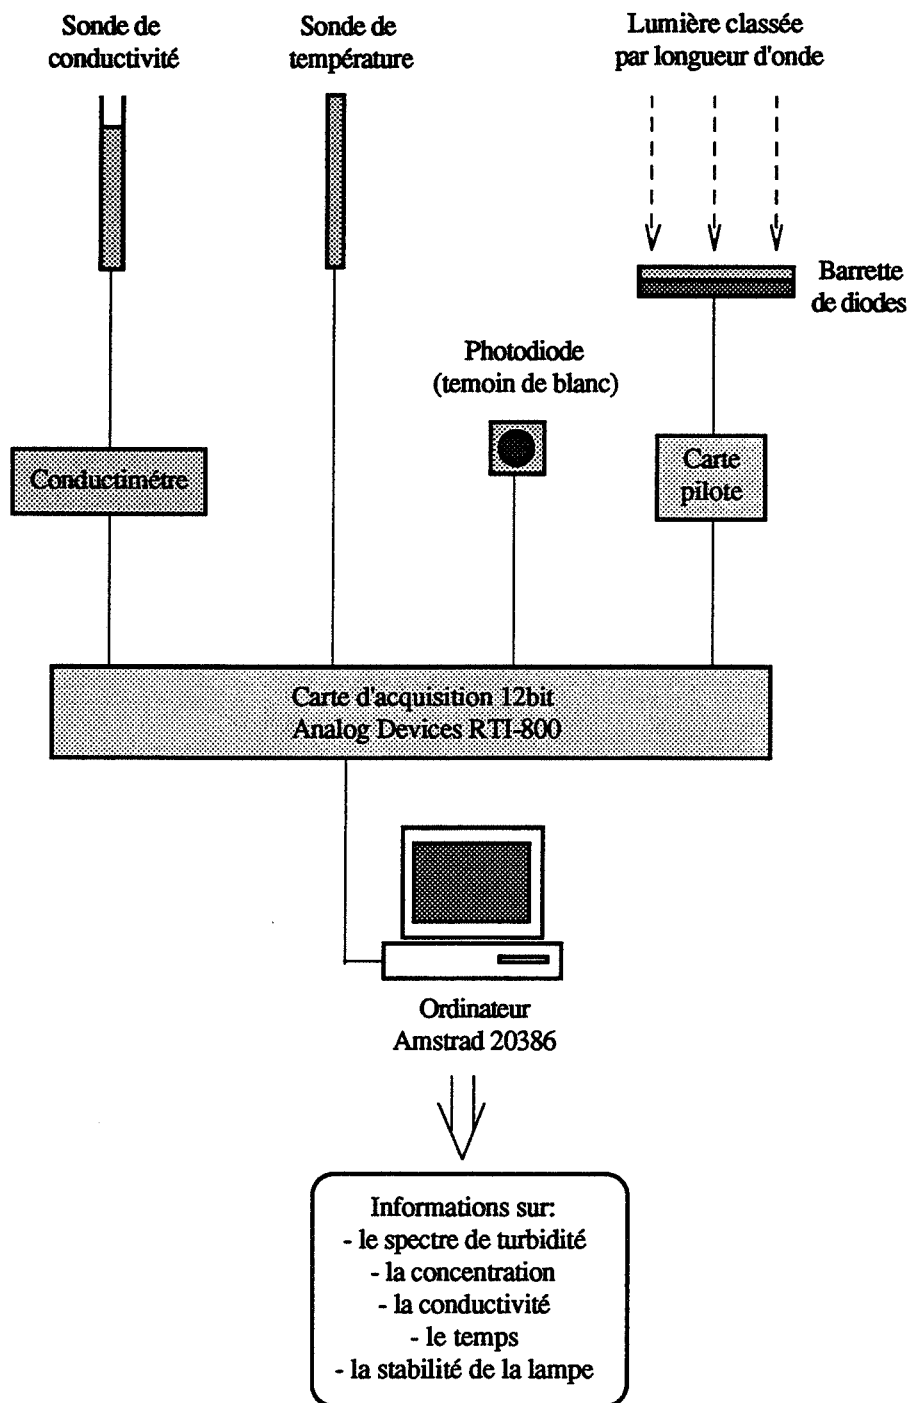 Sonde de
conductivité
Sonde de
température
Lumière classée
par longueur d'onde
Barrette
de diodes
Photodiode
(temoin de blanc)
Conductimétre
Carte
pilote
Carte d'acquisition 12bit
Analog Devices RTI-800
Ordinateur
Amstrad 20386
Informations sur:
- le spectre de turbidité
- la concentration
- la conductivité
- le temps
- la stabilité de la lampe